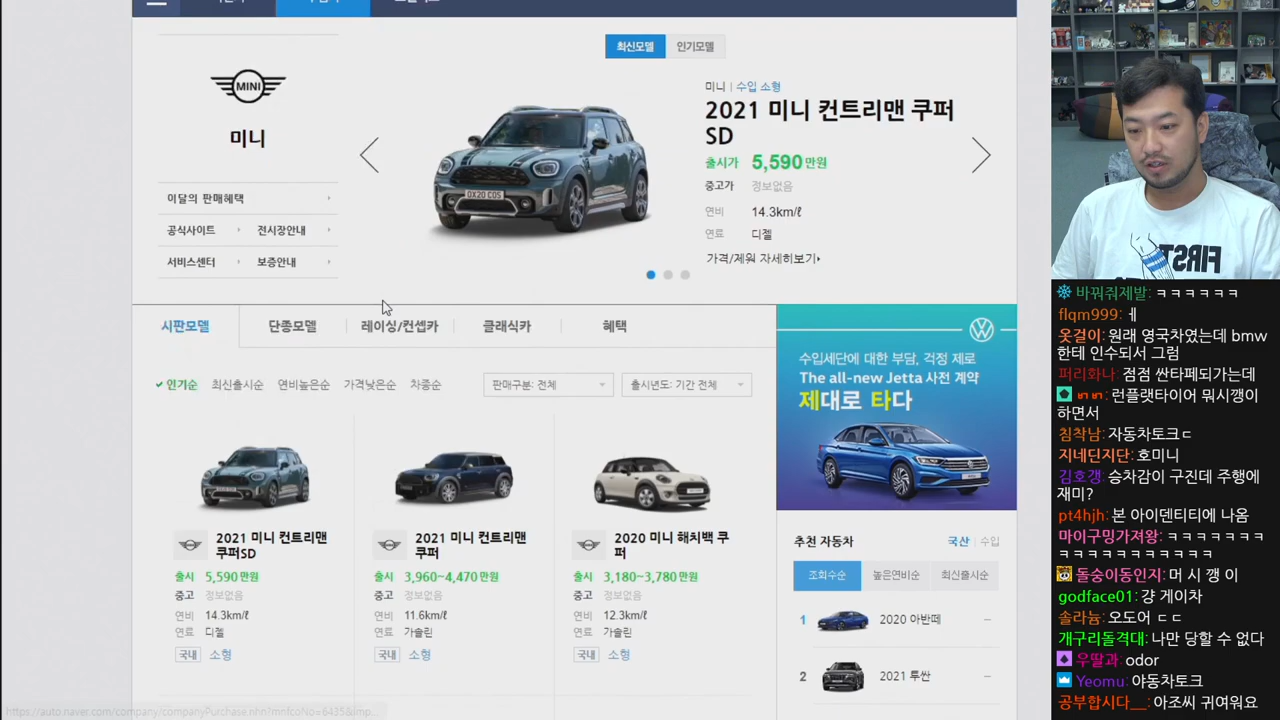 최신모델
인기모델
MINI
미니
이달의 판매혜택
공식사이트
전시장안내
서비스센터
보증안내
미니 | 수입 소형
2021 미니 컨트리맨 쿠퍼
SD
출시가 5,590만원
중고가 정보없음
연비 14.3km/ℓ
연료 디젤
가격/제원 자세히보기
OX20 COS
시판모델
단종모델
레이싱/컨셉카
클래식카
혜택
인기순
최신출시순
연비높은순
가격낮은순
차종순
판매구분: 전체
출시년도: 기간 전체
2021 미니 컨트리맨
쿠퍼SD
출시 5,590만원
중고 정보없음
연비 14.3km/ℓ
연료 디젤
국내 소형
2021 미니 컨트리맨
쿠퍼
출시 3,960~4,470만원
중고 정보없음
연비 11.6km/ℓ
연료 가솔린
국내 소형
2020 미니 해치백 쿠
퍼
출시 3,180~3,780만원
중고 정보없음
연비 12.3km/ℓ
연료 가솔린
국내 소형
수입세단에 대한 부담, 걱정 제로
The all-new Jetta 사전 계약
제대로 타다
추천 자동차
국산 | 수입
조회수순
높은연비순
최신출시순
1 2020 아반떼 –
2 2021 투싼 –
https://auto.naver.com/company/companyPurchase.nhn?mnfcoNo=6435&imp...
FIRST
바꿔줘제발: ㅋㅋㅋㅋㅋㅋ
flqm999: ㅔ
옷걸이: 원래 영국차였는데 bmw
한테 인수되서 그럼
퍼리화나: 점점 싼타페되가는데
ㅂㄱㅂㄱ: 런플랫타이어 뭐시깽이
하면서
침착남: 자동차토크ㄷ
지네딘지단: 호미니
김호갱: 승차감이 구진데 주행에
재미?
pt4hjh: 본 아이덴티티에 나옴
마이구밍가져왕: ㅋㅋㅋㅋㅋㅋㅋ
ㅋㅋㅋㅋㅋㅋㅋㅋㅋㅋㅋ
돌숭이동인지: 머 시 깽 이
godface01: 걍 게이차
솔라늄: 오도어 ㄷㄷ
개구리돌격대: 나만 당할 수 없다
우딸과: odor
Yeomu: 야동차토크
공부합시다__: 아조씨 귀여워요